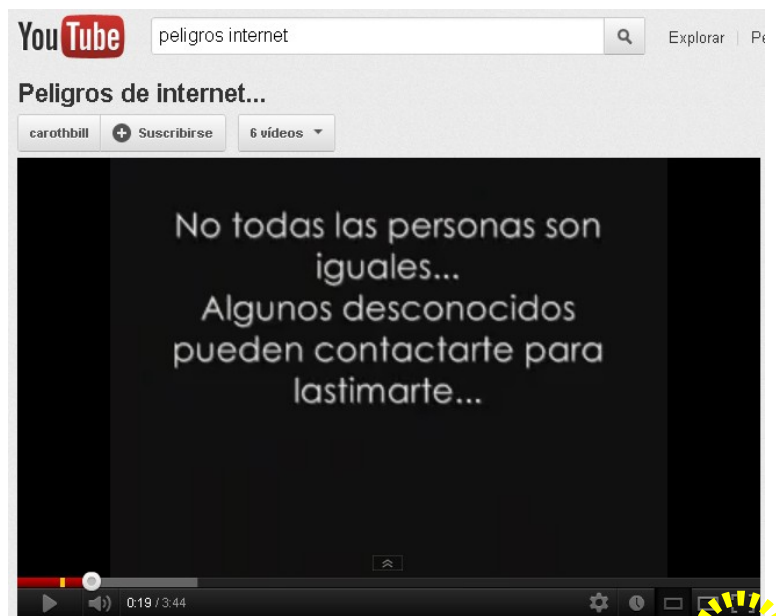 YouTube
peligros internet
Explorar
Peligros de internet...
carothbill
Suscribirse
6 vídeos
No todas las personas son
iguales...
Algunos desconocidos
pueden contactarte para
lastimarte...
0:19 / 3:44